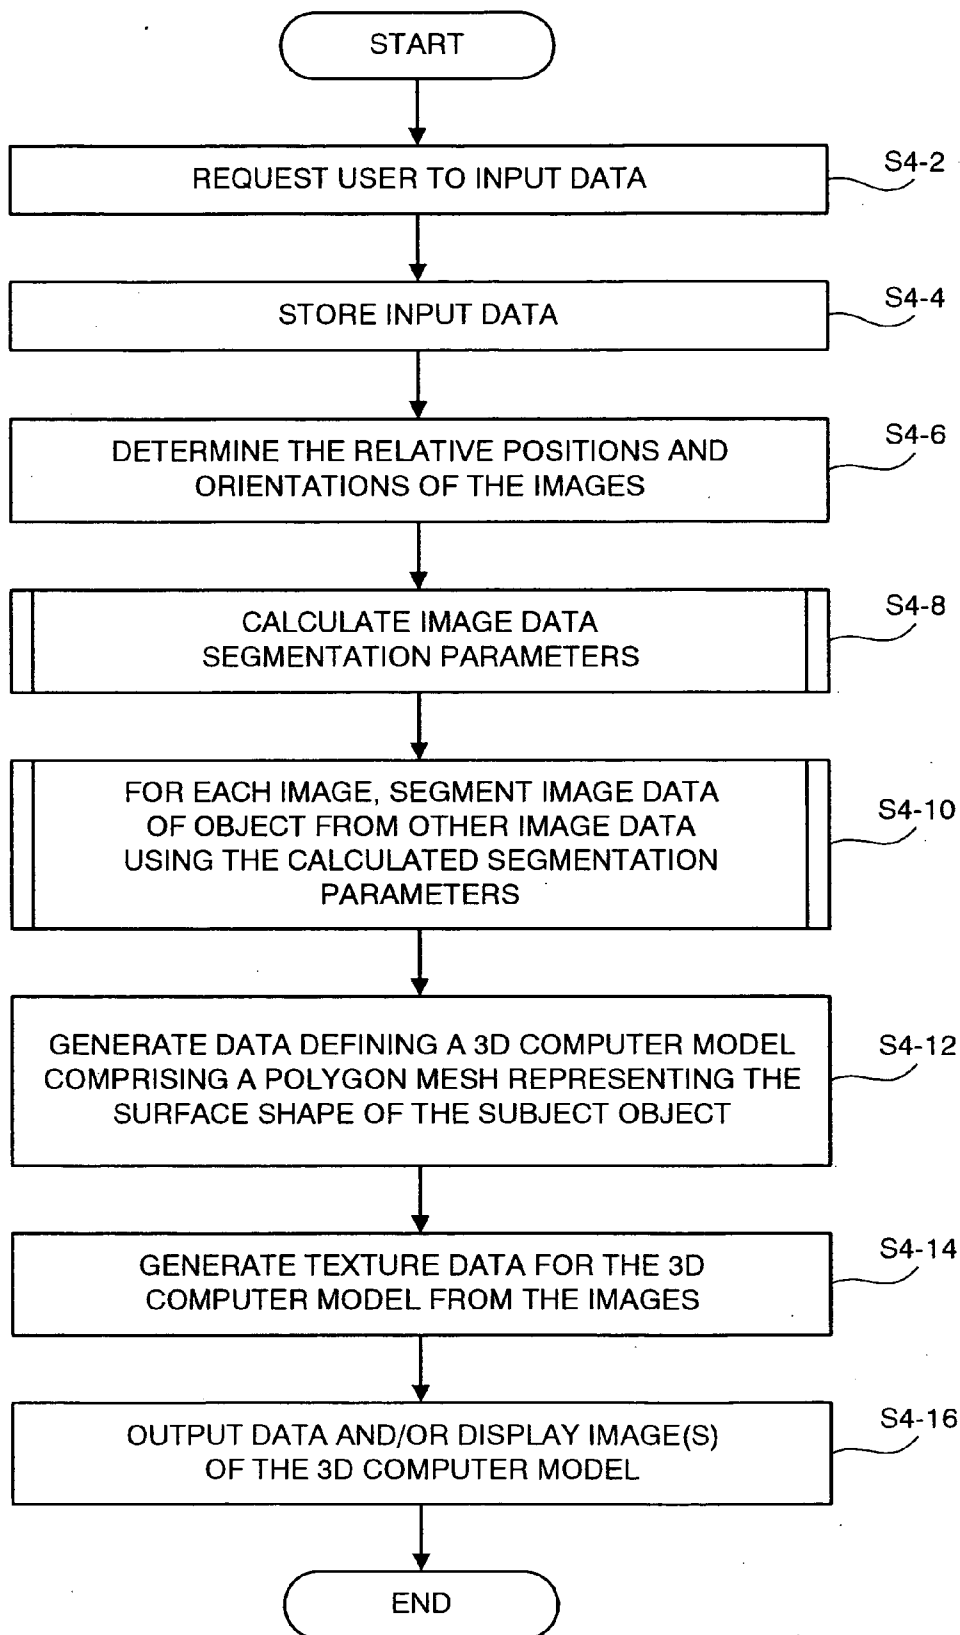 START
REQUEST USER TO INPUT DATA
S4-2
STORE INPUT DATA
S4-4
DETERMINE THE RELATIVE POSITIONS AND
ORIENTATIONS OF THE IMAGES
S4-6
CALCULATE IMAGE DATA
SEGMENTATION PARAMETERS
S4-8
FOR EACH IMAGE, SEGMENT IMAGE DATA
OF OBJECT FROM OTHER IMAGE DATA
USING THE CALCULATED SEGMENTATION
PARAMETERS
S4-10
GENERATE DATA DEFINING A 3D COMPUTER MODEL
COMPRISING A POLYGON MESH REPRESENTING THE
SURFACE SHAPE OF THE SUBJECT OBJECT
S4-12
GENERATE TEXTURE DATA FOR THE 3D
COMPUTER MODEL FROM THE IMAGES
S4-14
OUTPUT DATA AND/OR DISPLAY IMAGE(S)
OF THE 3D COMPUTER MODEL
S4-16
END